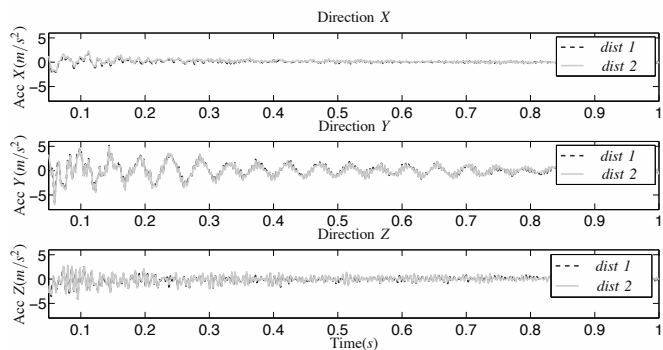 Direction X
Acc X(m/s²)
5
0
−5
dist 1
dist 2
0.1 0.2 0.3 0.4 0.5 0.6 0.7 0.8 0.9 1
Direction Y
Acc Y(m/s²)
5
0
−5
dist 1
dist 2
0.1 0.2 0.3 0.4 0.5 0.6 0.7 0.8 0.9 1
Direction Z
Acc Z(m/s²)
5
0
−5
dist 1
dist 2
0.1 0.2 0.3 0.4 0.5 0.6 0.7 0.8 0.9 1
Time(s)